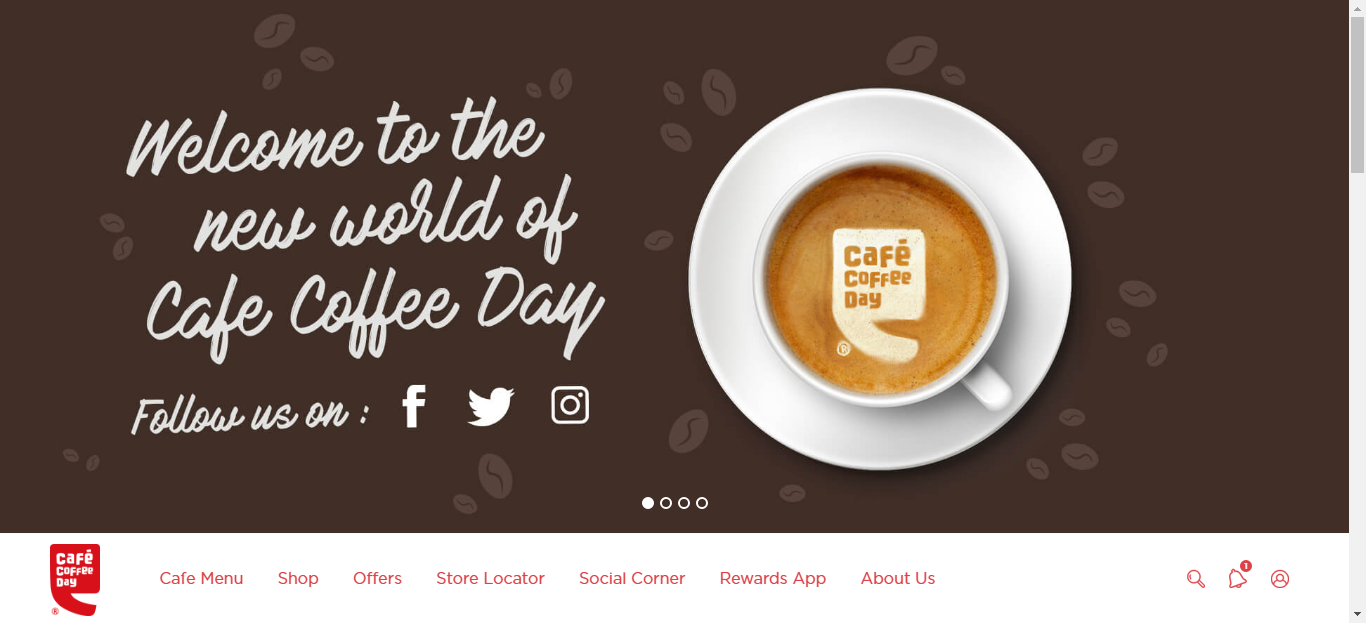 Welcome to the
new world of
Cafe Coffee Day
Follow us on :
Café
Coffee
Day
®
Café
Coffee
Day
®
Cafe Menu Shop Offers Store Locator Social Corner Rewards App About Us
1